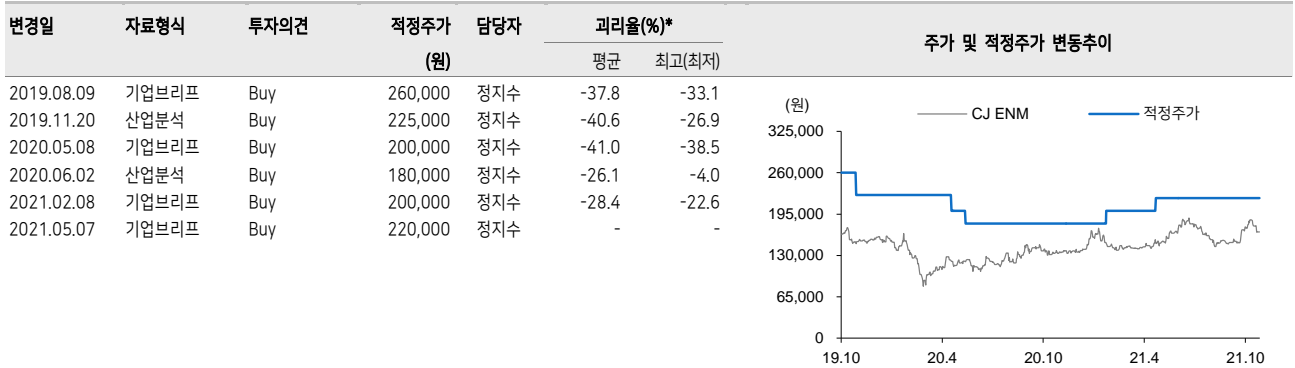 변경일 자료형식 투자의견 적정주가 담당자 괴리율(%)* 주가 및 적정주가 변동추이
(원) 평균 최고(최저)
2019.08.09 기업브리프 Buy 260,000 정지수 -37.8 -33.1
2019.11.20 산업분석 Buy 225,000 정지수 -40.6 -26.9
2020.05.08 기업브리프 Buy 200,000 정지수 -41.0 -38.5
2020.06.02 산업분석 Buy 180,000 정지수 -26.1 -4.0
2021.02.08 기업브리프 Buy 200,000 정지수 -28.4 -22.6
2021.05.07 기업브리프 Buy 220,000 정지수 - -
(원) CJ ENM 적정주가
325,000
260,000
195,000
130,000
65,000
0
19.10 20.4 20.10 21.4 21.10